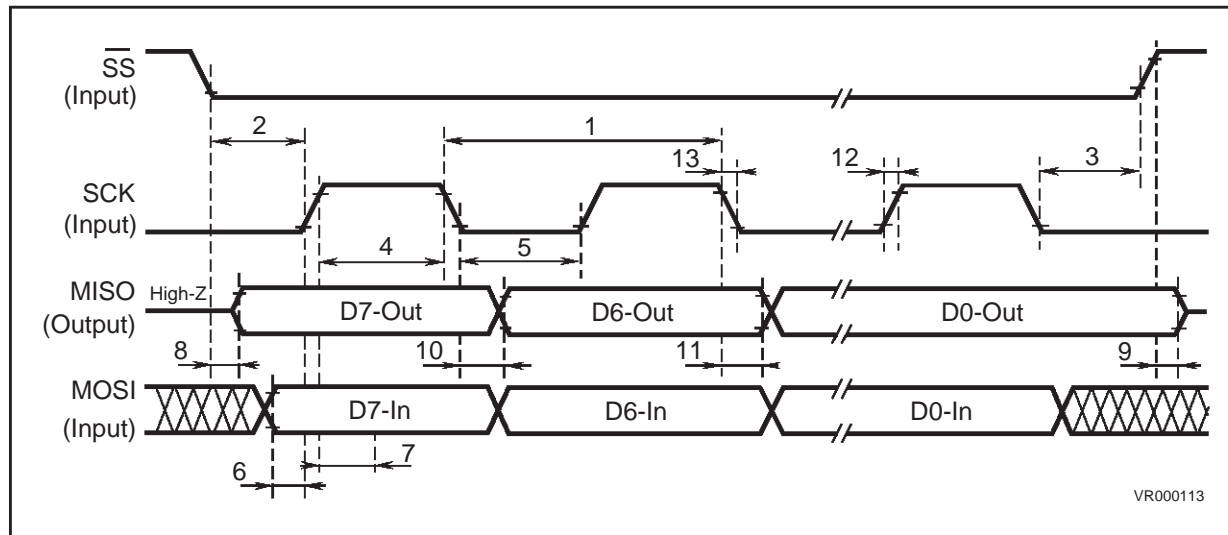 SS
(Input)
2
1
13
12
3
SCK
(Input)
4
5
MISO
High-Z
(Output)
D7-Out
D6-Out
D0-Out
8
10
11
9
MOSI
(Input)
D7-In
D6-In
D0-In
7
6
VR000113